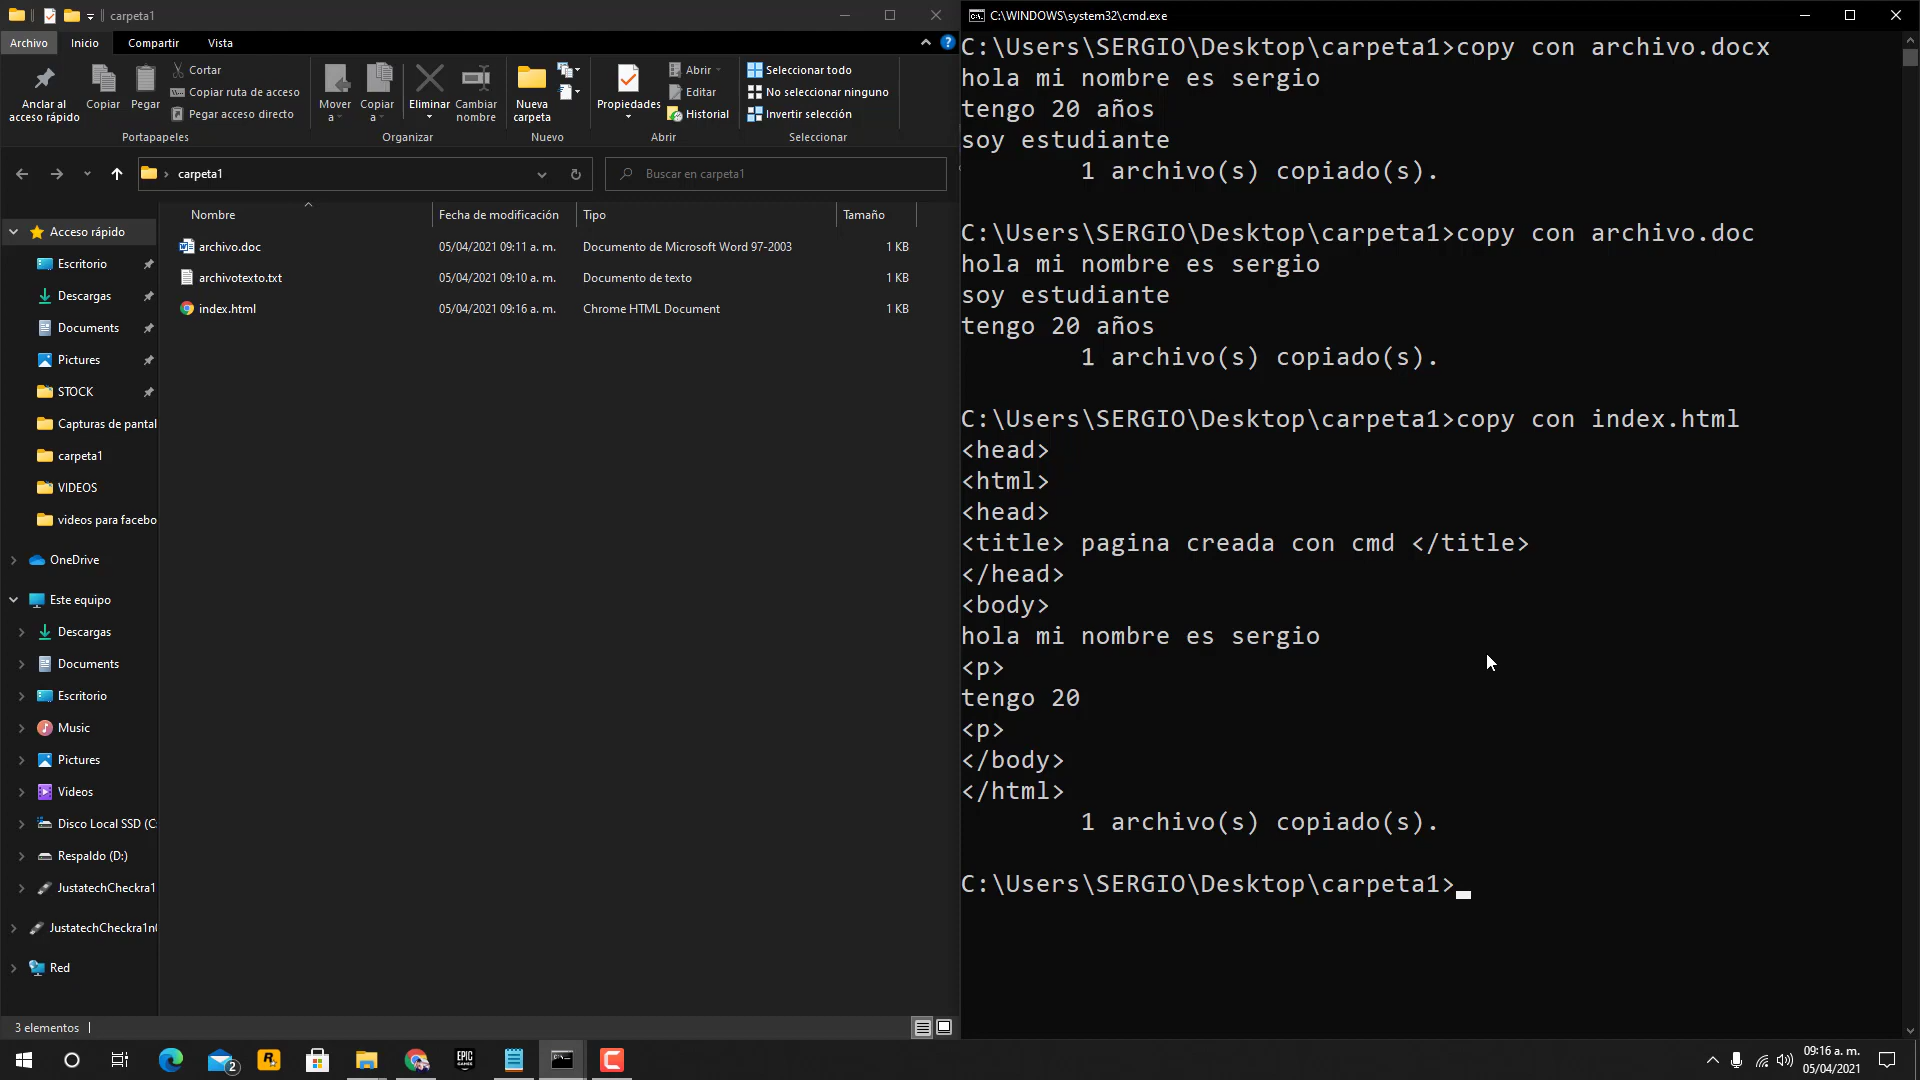 carpeta1
Archivo
Inicio
Compartir
Vista
Anclar al
acceso rápido
Copiar
Pegar
Cortar
Copiar ruta de acceso
Pegar acceso directo
Portapapeles
Mover
a
Copiar
a
Eliminar
Cambiar
nombre
Organizar
Nueva
carpeta
Nuevo
Propiedades
Abrir
Editar
Historial
Abrir
Seleccionar todo
No seleccionar ninguno
Invertir selección
Seleccionar
carpeta1
Buscar en carpeta1
Nombre
Fecha de modificación
Tipo
Tamaño
archivo.doc 05/04/2021 09:11 a. m. Documento de Microsoft Word 97-2003 1 KB
archivotexto.txt 05/04/2021 09:10 a. m. Documento de texto 1 KB
index.html 05/04/2021 09:16 a. m. Chrome HTML Document 1 KB
Acceso rápido
Escritorio
Descargas
Documents
Pictures
STOCK
Capturas de pantal
carpeta1
VIDEOS
videos para facebo
OneDrive
Este equipo
Descargas
Documents
Escritorio
Music
Pictures
Videos
Disco Local SSD (C:
Respaldo (D:)
JustatechCheckra1
JustatechCheckra1n
Red
3 elementos
C:\WINDOWS\system32\cmd.exe
C:\Users\SERGIO\Desktop\carpeta1>copy con archivo.docx
hola mi nombre es sergio
tengo 20 años
soy estudiante
1 archivo(s) copiado(s).
C:\Users\SERGIO\Desktop\carpeta1>copy con archivo.doc
hola mi nombre es sergio
soy estudiante
tengo 20 años
1 archivo(s) copiado(s).
C:\Users\SERGIO\Desktop\carpeta1>copy con index.html
<head>
<html>
<head>
<title> pagina creada con cmd </title>
</head>
<body>
hola mi nombre es sergio
<p>
tengo 20
<p>
</body>
</html>
1 archivo(s) copiado(s).
C:\Users\SERGIO\Desktop\carpeta1>
2
EPIC
GAMES
09:16 a. m.
05/04/2021